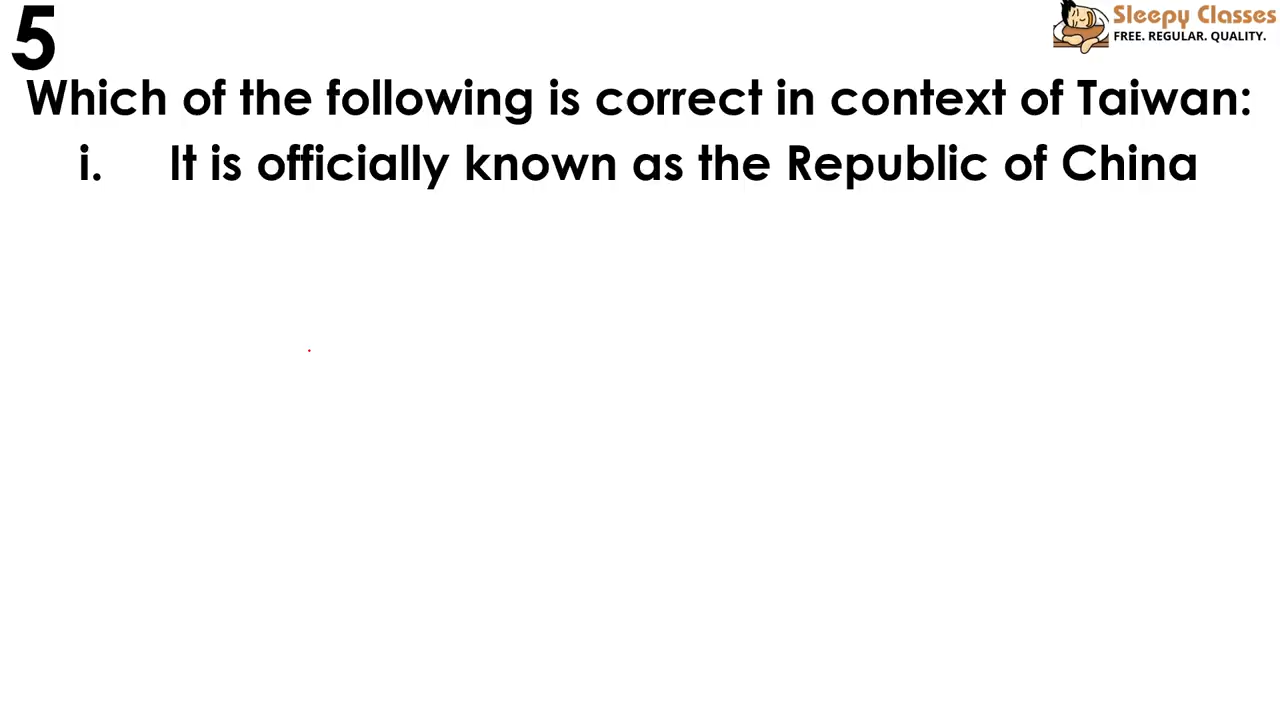 5
Sleepy Classes
FREE. REGULAR. QUALITY.
Which of the following is correct in context of Taiwan:
i. It is officially known as the Republic of China